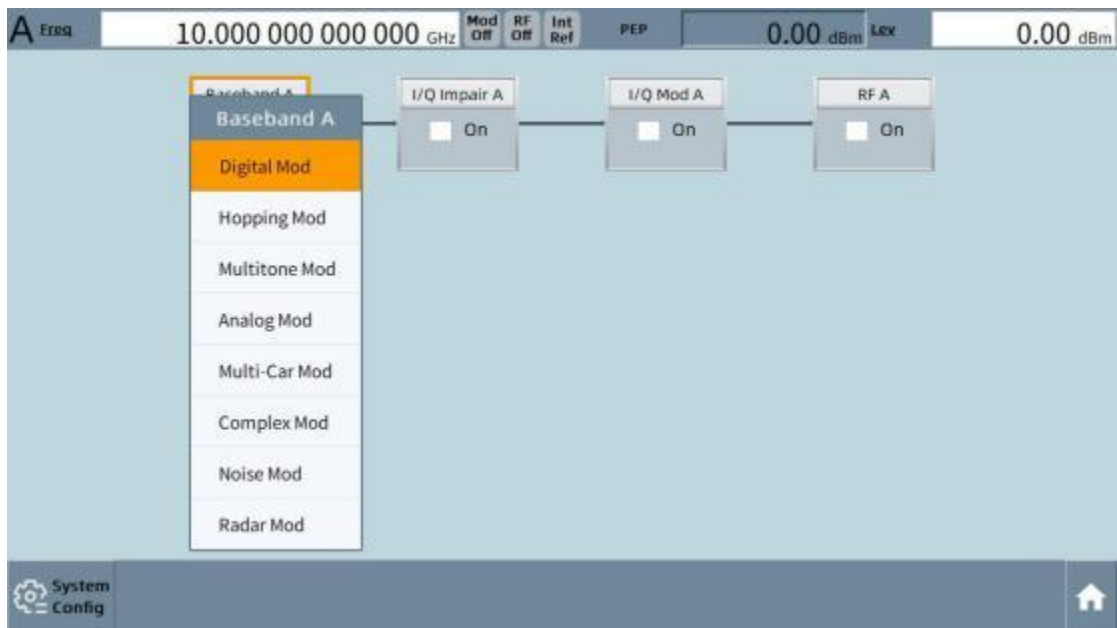 A Freq 10.000 000 000 000 GHz Mod Off RF Off Int Ref PEP 0.00 dBm Lev 0.00 dBm
Baseband A I/Q Impair A I/Q Mod A RF A
Baseband A
On On On
Digital Mod
Hopping Mod
Multitone Mod
Analog Mod
Multi-Car Mod
Complex Mod
Noise Mod
Radar Mod
System
Config